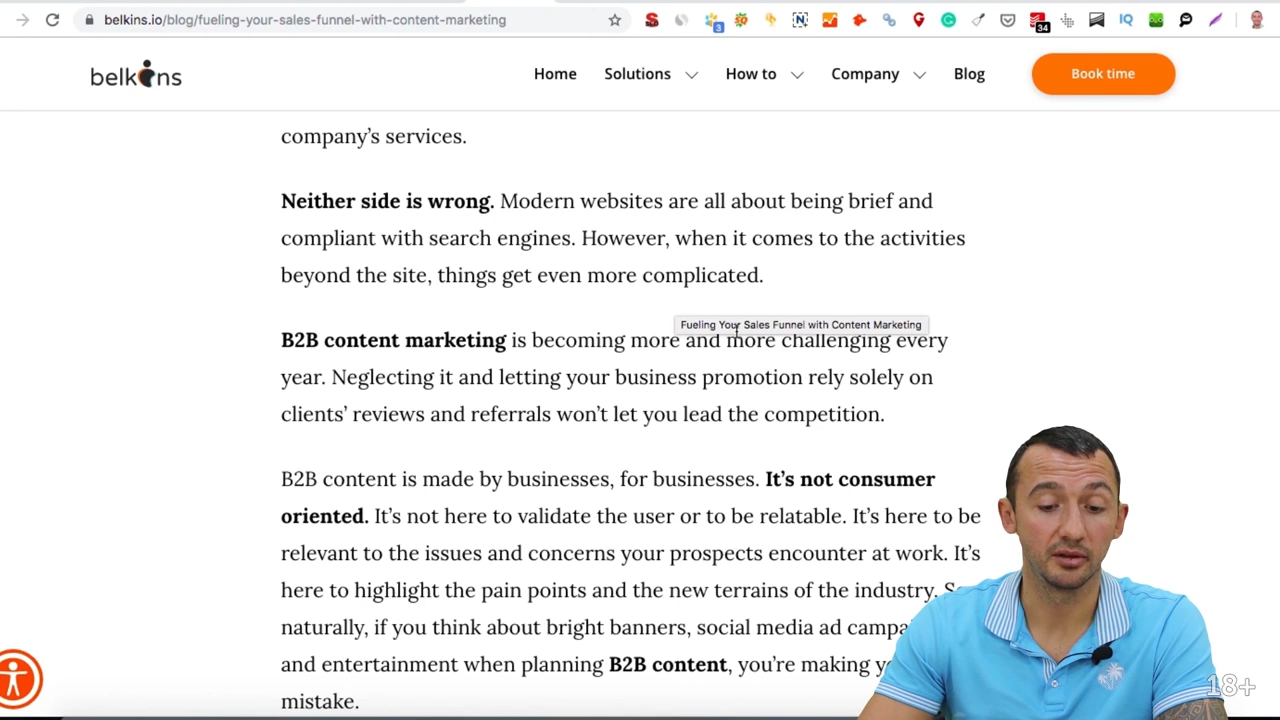 belkins.io/blog/fueling-your-sales-funnel-with-content-marketing
3
34
IQ
belkins
Home
Solutions
How to
Company
Blog
Book time
company’s services.
Neither side is wrong. Modern websites are all about being brief and
compliant with search engines. However, when it comes to the activities
beyond the site, things get even more complicated.
Fueling Your Sales Funnel with Content Marketing
B2B content marketing is becoming more and more challenging every
year. Neglecting it and letting your business promotion rely solely on
clients’ reviews and referrals won’t let you lead the competition.
B2B content is made by businesses, for businesses. It’s not consumer
oriented. It’s not here to validate the user or to be relatable. It’s here to be
relevant to the issues and concerns your prospects encounter at work. It’s
here to highlight the pain points and the new terrains of the industry.
naturally, if you think about bright banners, social media ad
and entertainment when planning B2B content, you’re making
mistake.
18+